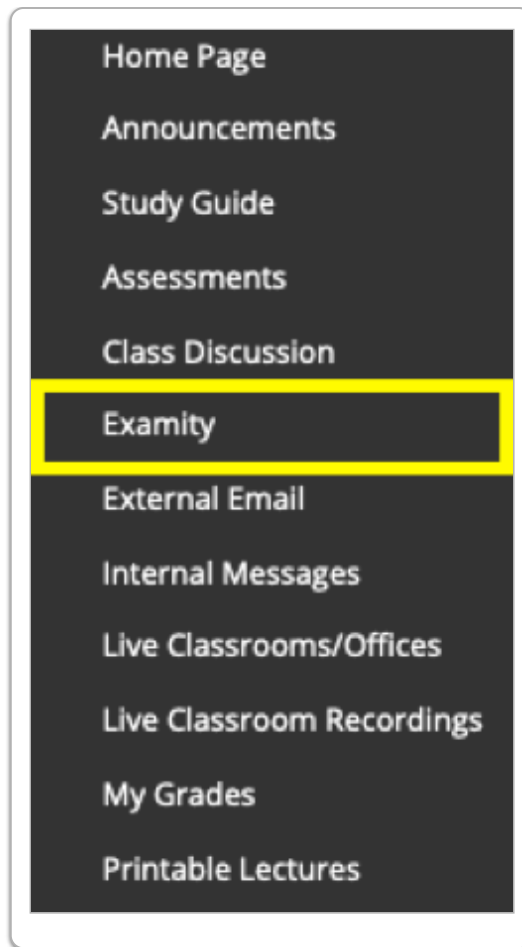 Home Page
Announcements
Study Guide
Assessments
Class Discussion
Examity
External Email
Internal Messages
Live Classrooms/Offices
Live Classroom Recordings
My Grades
Printable Lectures